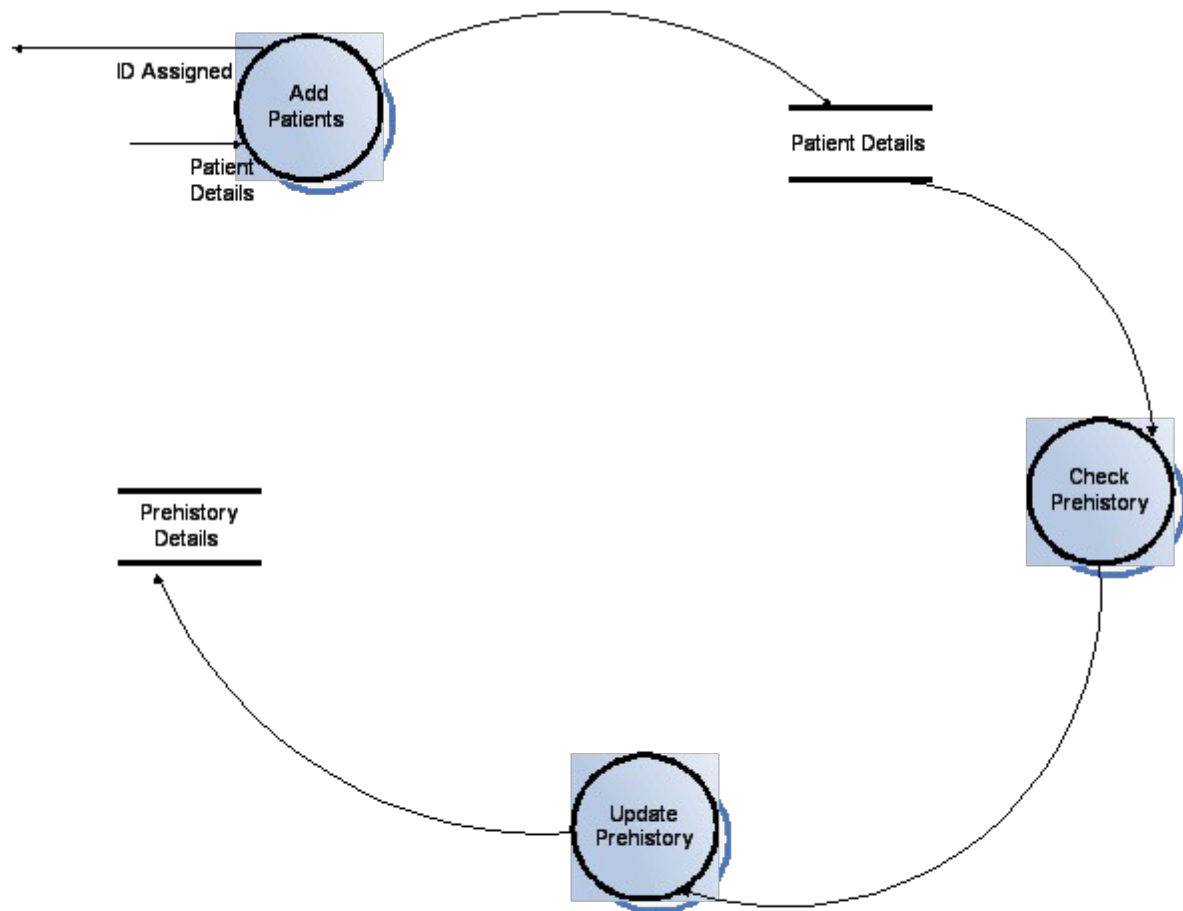 ID Assigned
Add
Patients
Patient
Details
Patient Details
Check
Prehistory
Prehistory
Details
Update
Prehistory